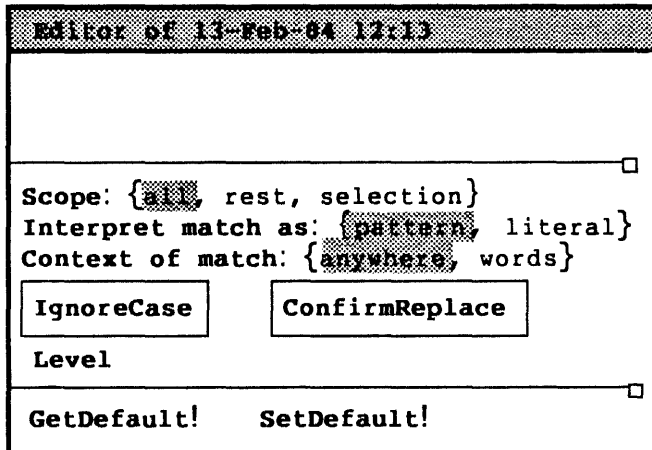 Editor of 13-Feb-84 12:13
Scope: {all, rest, selection}
Interpret match as: {pattern, literal}
Context of match: {anywhere, words}
IgnoreCase ConfirmReplace
Level
GetDefault! SetDefault!